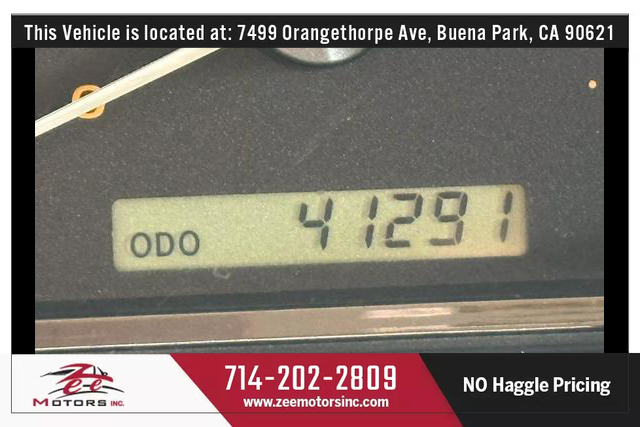 This Vehicle is located at: 7499 Orangethorpe Ave, Buena Park, CA 90621
0
ODO 41291
Zee
MOTORS INC.
714-202-2809
www.zeemotorsinc.com
NO Haggle Pricing